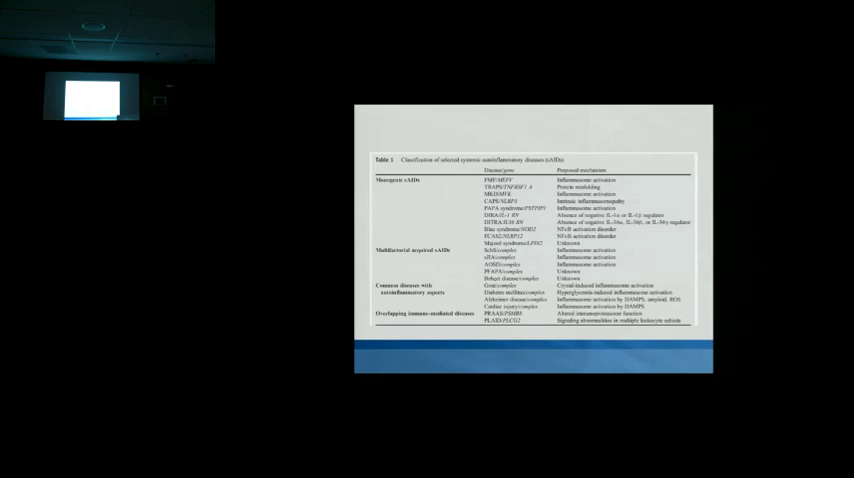 Table 1 Classification of selected systemic autoinflammatory diseases (sAIDs)
Disease/gene Proposed mechanism
Monogenic sAIDs FMF/MEFV Inflammasome activation
TRAPS/TNFRSF1 A Protein misfolding
MKD/MVK Inflammasome activation
CAPS/NLRP3 Intrinsic inflammasomopathy
PAPA syndrome/PSTPIP1 Inflammasome activation
DIRA/IL-1 RN Absence of negative IL-1α or IL-1β regulator
DITRA/IL36 RN Absence of negative IL-36α, IL-36β, or IL-36γ regulator
Blau syndrome/NOD2 NFκB activation disorder
FCAS2/NLRP12 NFκB activation disorder
Majeed syndrome/LPIN2 Unknown
Multifactorial acquired sAIDs SchS/complex Inflammasome activation
sJIA/complex Inflammasome activation
AOSD/complex Inflammasome activation
PFAPA/complex Unknown
Behçet disease/complex Unknown
Common diseases with Gout/complex Crystal-induced inflammasome activation
autoinflammatory aspects Diabetes mellitus/complex Hyperglycemia-induced inflammasome activation
Alzheimer disease/complex Inflammasome activation by DAMPS, amyloid, ROS
Cardiac injury/complex Inflammasome activation by DAMPS
Overlapping immune-mediated diseases PRAAS/PSMB8 Altered immunoproteasome function
PLAID/PLCG2 Signaling abnormalities in multiple leukocyte subsets